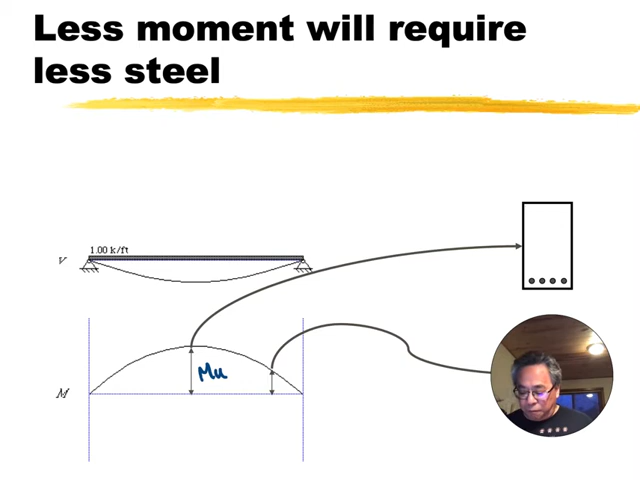 Less moment will require
less steel
1.00 k/ft
V
Mu
M